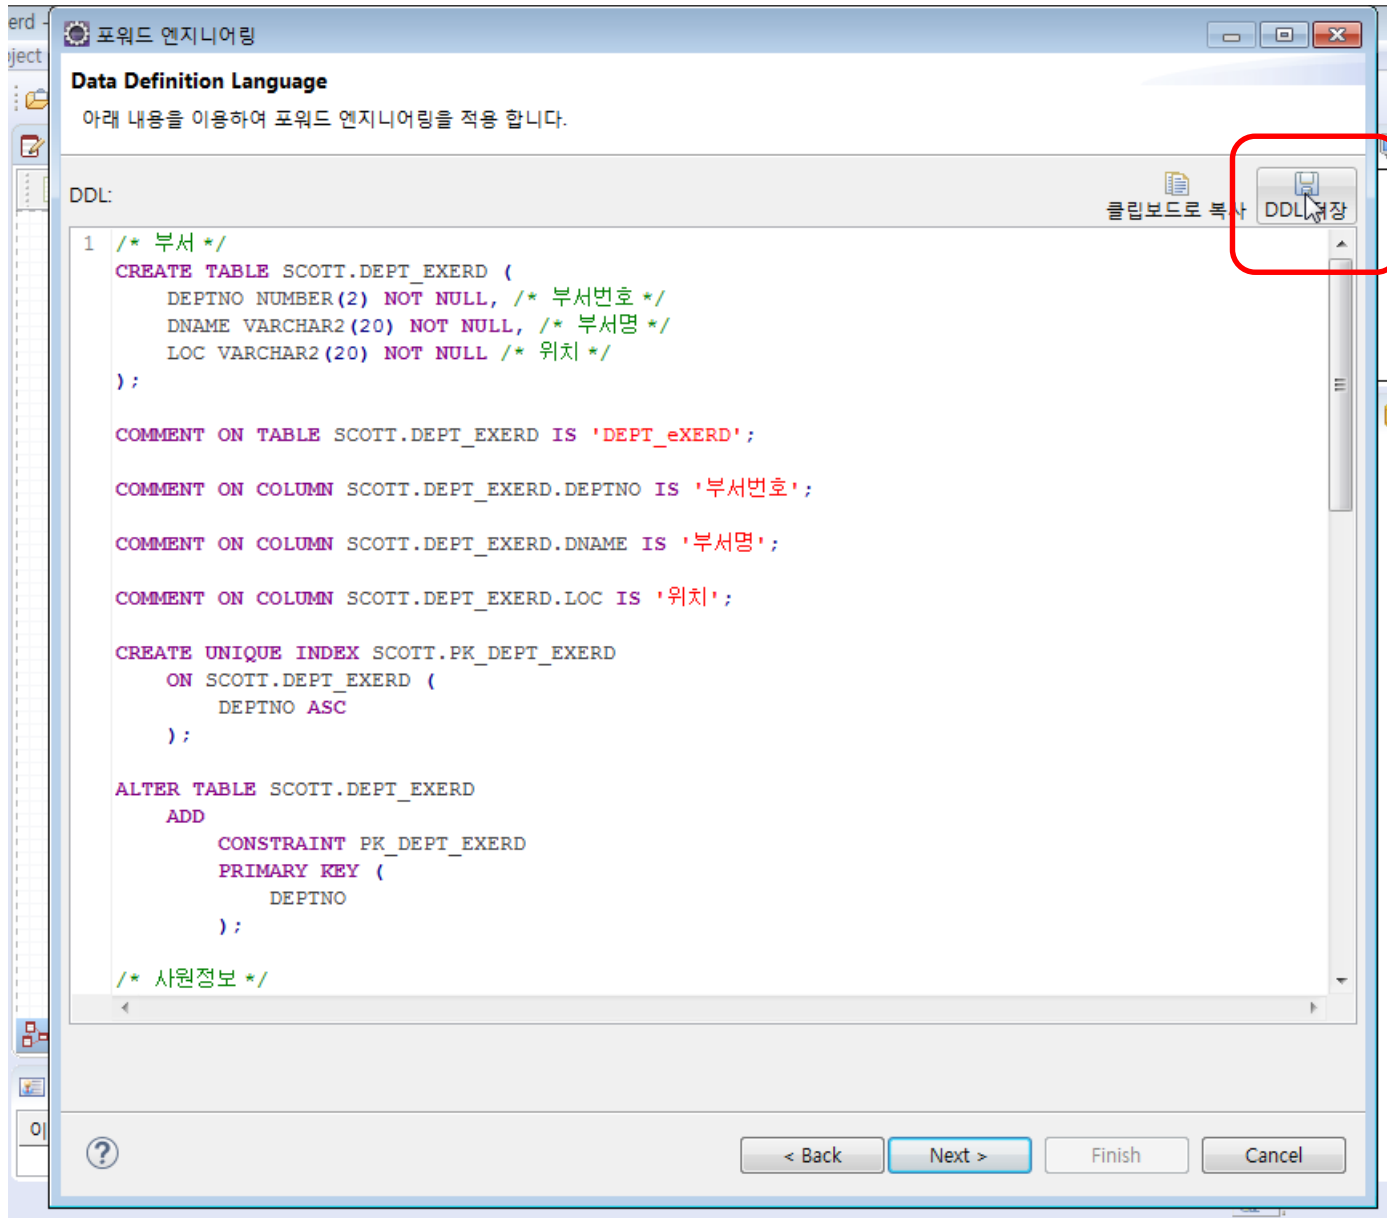 erd -
포워드 엔지니어링
ject
Data Definition Language
아래 내용을 이용하여 포워드 엔지니어링을 적용 합니다.
DDL:
클립보드로 복사
DDL 저장
1 /* 부서 */
CREATE TABLE SCOTT.DEPT_EXERD (
DEPTNO NUMBER(2) NOT NULL, /* 부서번호 */
DNAME VARCHAR2(20) NOT NULL, /* 부서명 */
LOC VARCHAR2(20) NOT NULL /* 위치 */
);
COMMENT ON TABLE SCOTT.DEPT_EXERD IS 'DEPT_eXERD';
COMMENT ON COLUMN SCOTT.DEPT_EXERD.DEPTNO IS '부서번호';
COMMENT ON COLUMN SCOTT.DEPT_EXERD.DNAME IS '부서명';
COMMENT ON COLUMN SCOTT.DEPT_EXERD.LOC IS '위치';
CREATE UNIQUE INDEX SCOTT.PK_DEPT_EXERD
ON SCOTT.DEPT_EXERD (
DEPTNO ASC
);
ALTER TABLE SCOTT.DEPT_EXERD
ADD
CONSTRAINT PK_DEPT_EXERD
PRIMARY KEY (
DEPTNO
);
/* 사원정보 */
이
< Back
Next >
Finish
Cancel